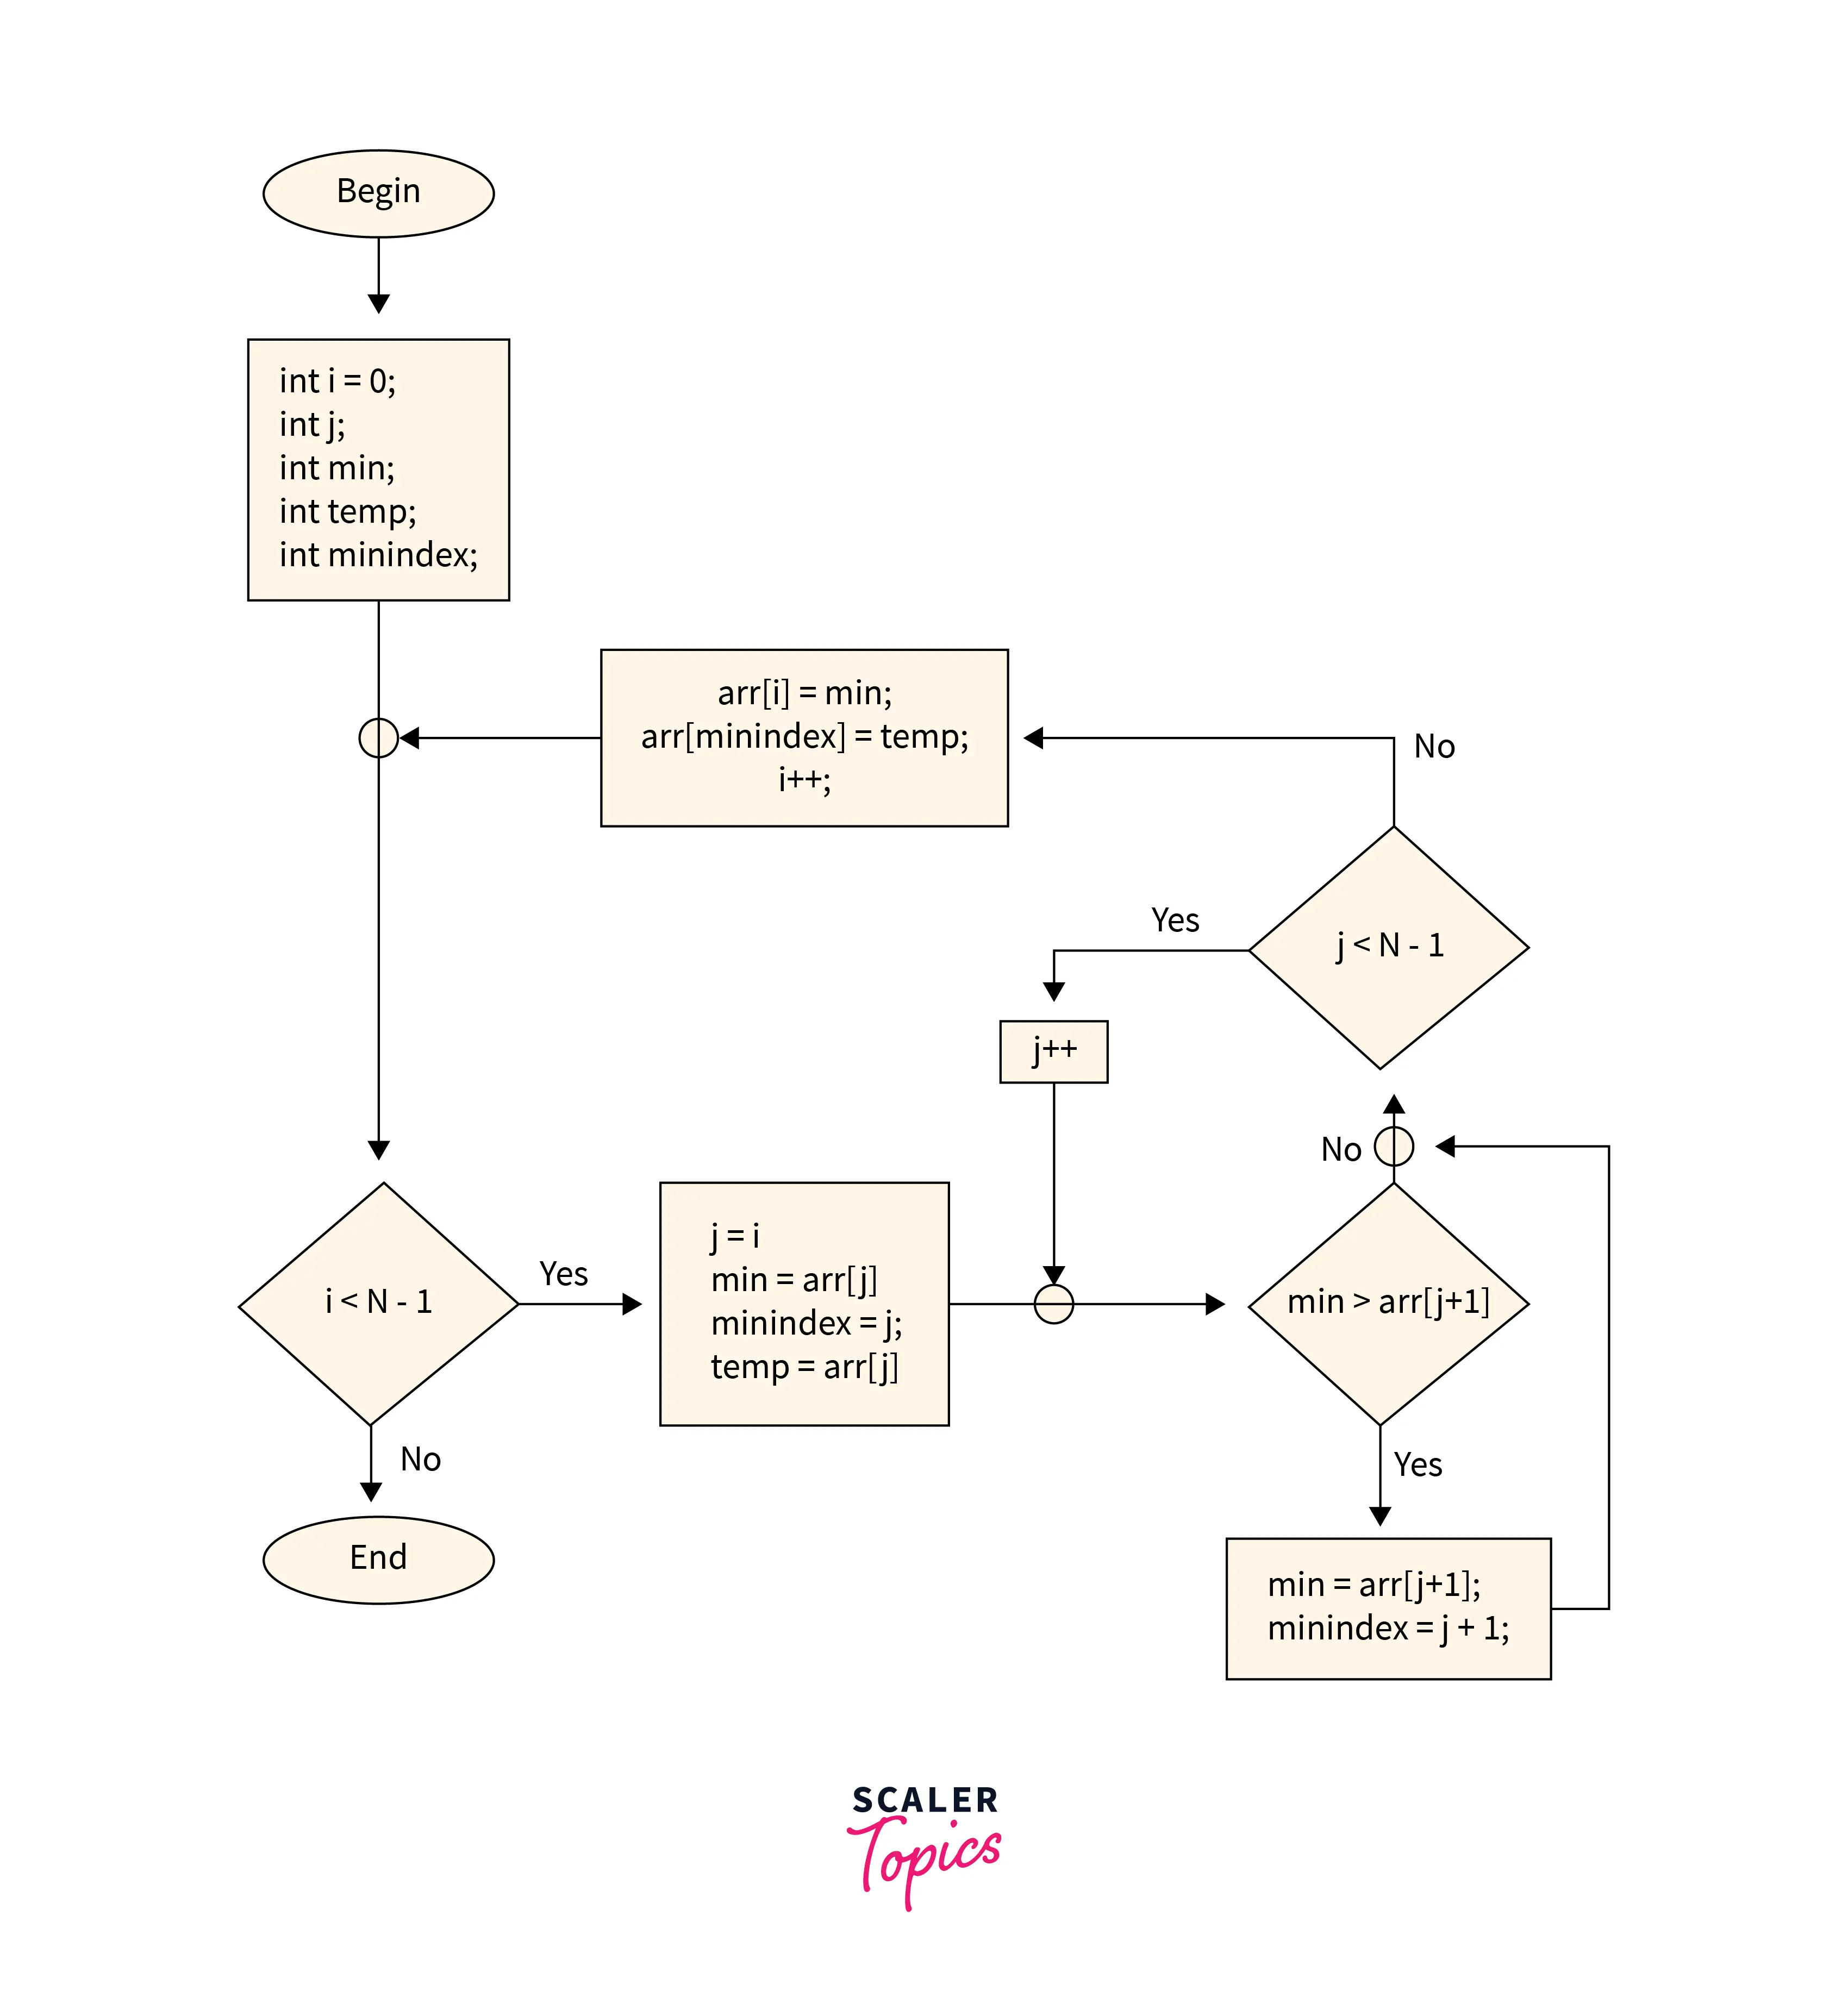 Begin
int i = 0;
int j;
int min;
int temp;
int minindex;
arr[i] = min;
arr[minindex] = temp;
i++;
No
j < N - 1
Yes
j++
No
i < N - 1
Yes
j = i
min = arr[j]
minindex = j;
temp = arr[j]
min > arr[j+1]
No
Yes
End
min = arr[j+1];
minindex = j + 1;
SCALER
Topics